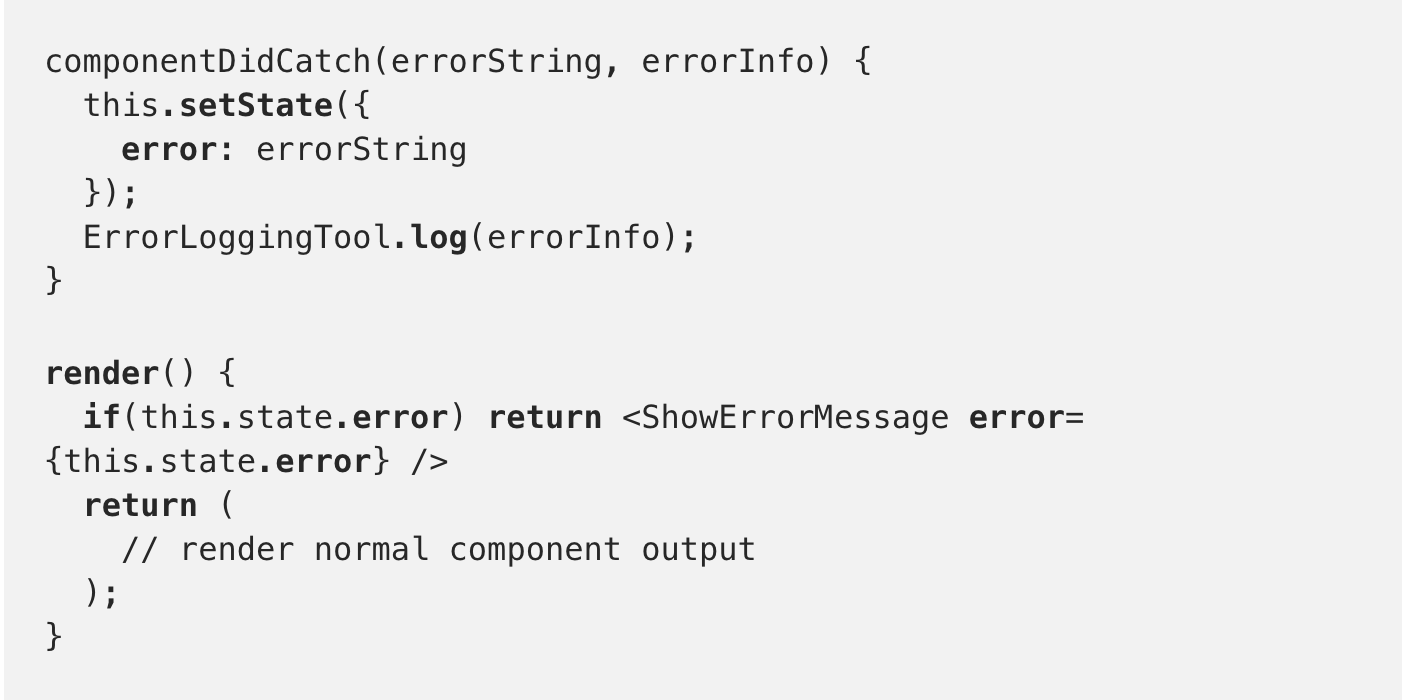 componentDidCatch(errorString, errorInfo) {
  this.setState({
    error: errorString
  });
  ErrorLoggingTool.log(errorInfo);
}

render() {
  if(this.state.error) return <ShowErrorMessage error=
{this.state.error} />
  return (
    // render normal component output
  );
}